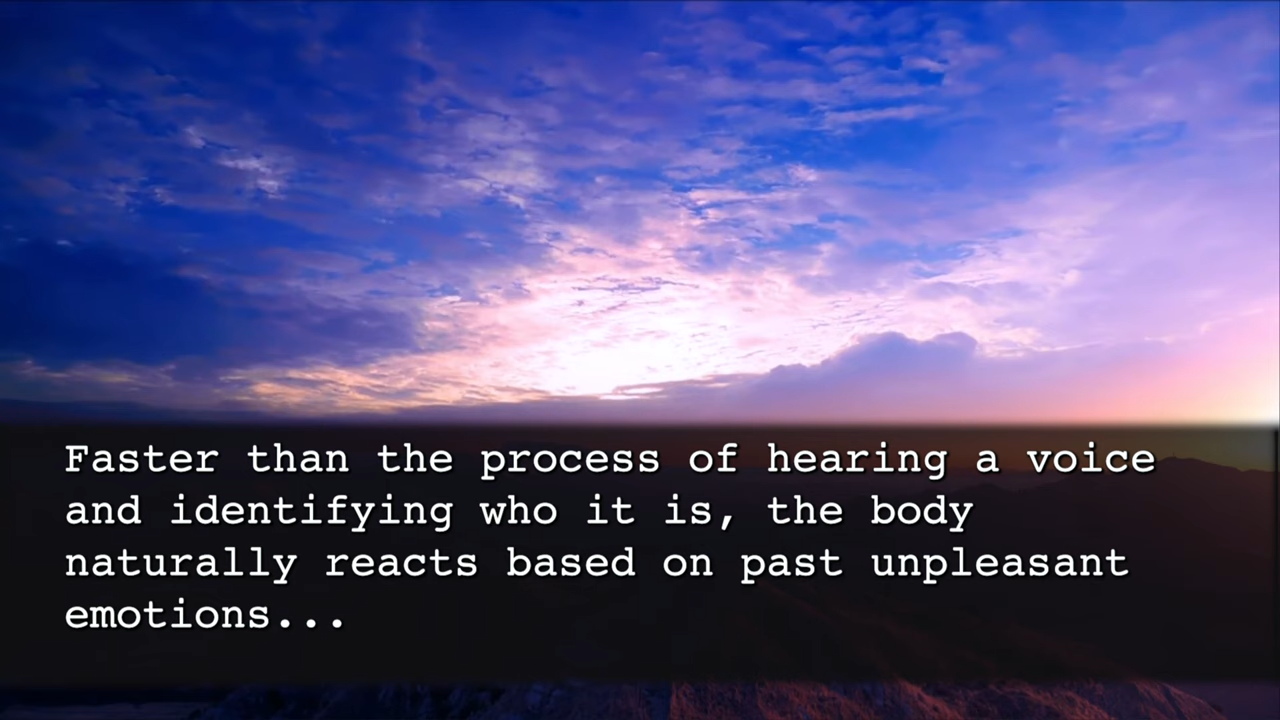 Faster than the process of hearing a voice
and identifying who it is, the body
naturally reacts based on past unpleasant
emotions...